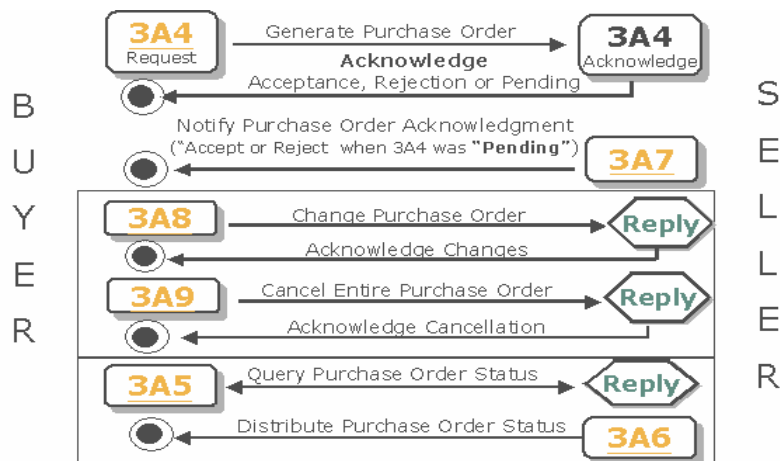 3A4
Request
Generate Purchase Order
3A4
Acknowledge
Acknowledge
Acceptance, Rejection or Pending
BUYER
SELLER
Notify Purchase Order Acknowledgment
("Accept or Reject when 3A4 was "Pending")
3A7
3A8
Change Purchase Order
Reply
Acknowledge Changes
3A9
Cancel Entire Purchase Order
Reply
Acknowledge Cancellation
3A5
Query Purchase Order Status
Reply
Distribute Purchase Order Status
3A6